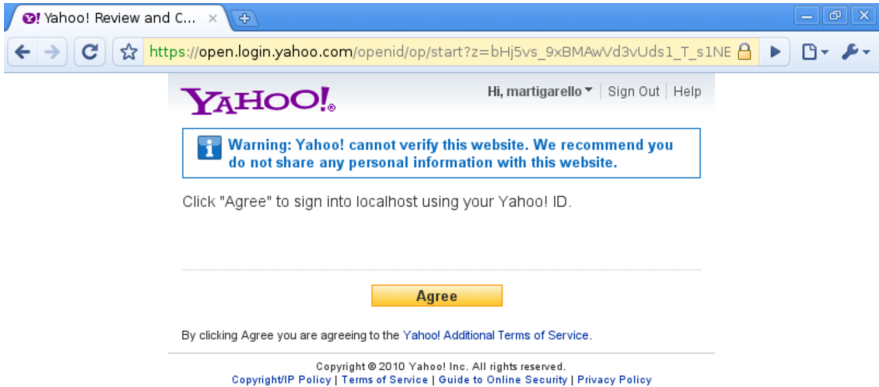 Yahoo! Review and C...
https://open.login.yahoo.com/openid/op/start?z=bHj5vs_9xBMAwVd3vUds1_T_s1NE
YAHOO!®
Hi, martigarello | Sign Out | Help
Warning: Yahoo! cannot verify this website. We recommend you
do not share any personal information with this website.
Click "Agree" to sign into localhost using your Yahoo! ID.
Agree
By clicking Agree you are agreeing to the Yahoo! Additional Terms of Service.
Copyright © 2010 Yahoo! Inc. All rights reserved.
Copyright/IP Policy | Terms of Service | Guide to Online Security | Privacy Policy